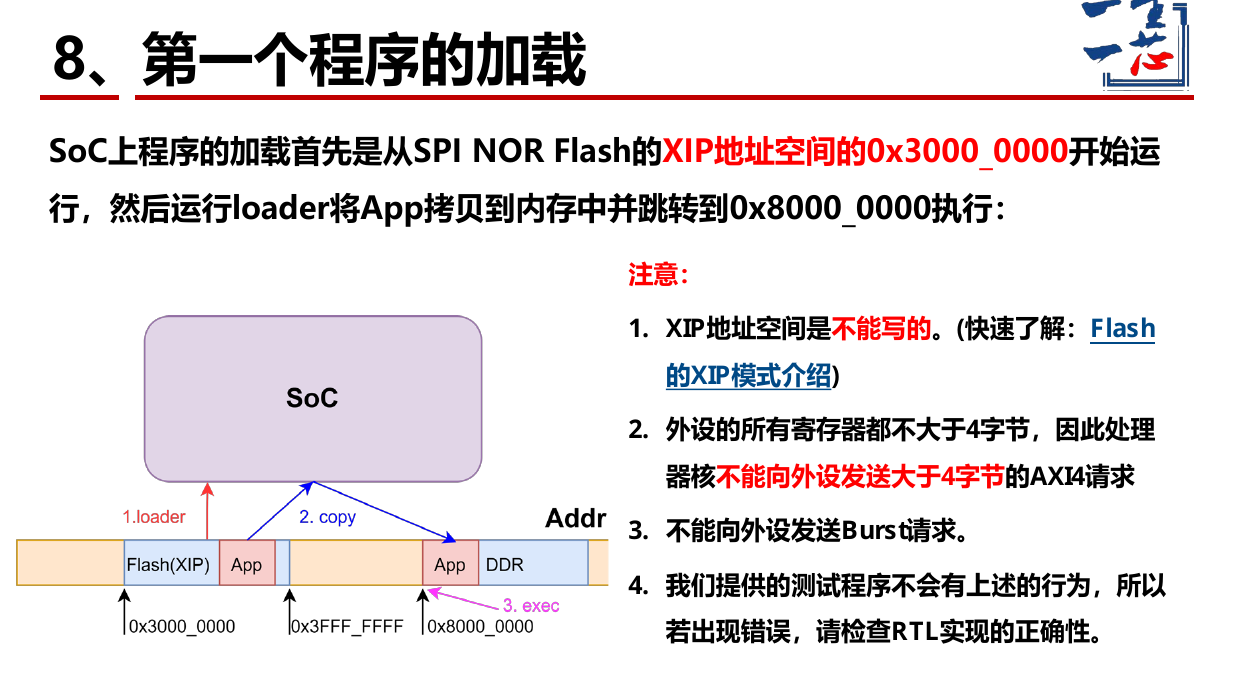 8、第一个程序的加载
一生一芯
SoC上程序的加载首先是从SPI NOR Flash的XIP地址空间的0x3000_0000开始运
行，然后运行loader将App拷贝到内存中并跳转到0x8000_0000执行：
注意：
1. XIP地址空间是不能写的。(快速了解：Flash
的XIP模式介绍)
2. 外设的所有寄存器都不大于4字节，因此处理
器核不能向外设发送大于4字节的AXI4请求
3. 不能向外设发送Burst请求。
4. 我们提供的测试程序不会有上述的行为，所以
若出现错误，请检查RTL实现的正确性。
SoC
1.loader
2. copy
Addr
Flash(XIP)
App
App
DDR
3. exec
0x3000_0000
0x3FFF_FFFF
0x8000_0000